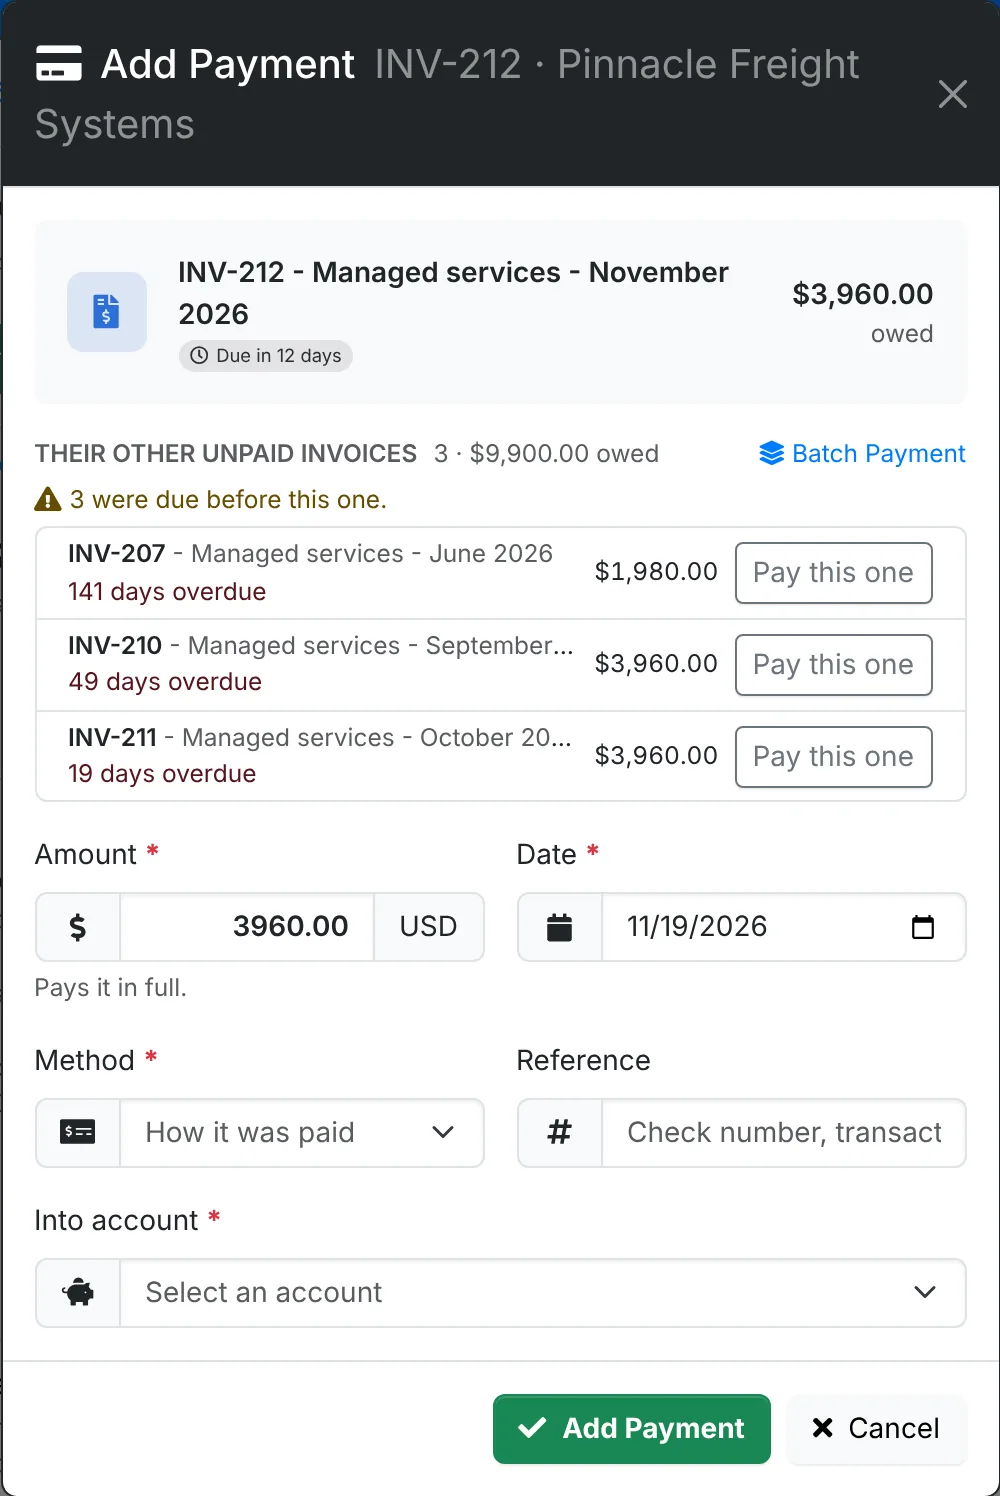 Add Payment INV-212 · Pinnacle Freight
Systems
INV-212 - Managed services - November
2026
Due in 12 days
$3,960.00
owed
THEIR OTHER UNPAID INVOICES 3 · $9,900.00 owed
Batch Payment
3 were due before this one.
INV-207 - Managed services - June 2026
141 days overdue
$1,980.00
Pay this one
INV-210 - Managed services - September...
49 days overdue
$3,960.00
Pay this one
INV-211 - Managed services - October 20...
19 days overdue
$3,960.00
Pay this one
Amount *
$ 3960.00 USD
Pays it in full.
Date *
11/19/2026
Method *
How it was paid
Reference
# Check number, transact
Into account *
Select an account
Add Payment
Cancel